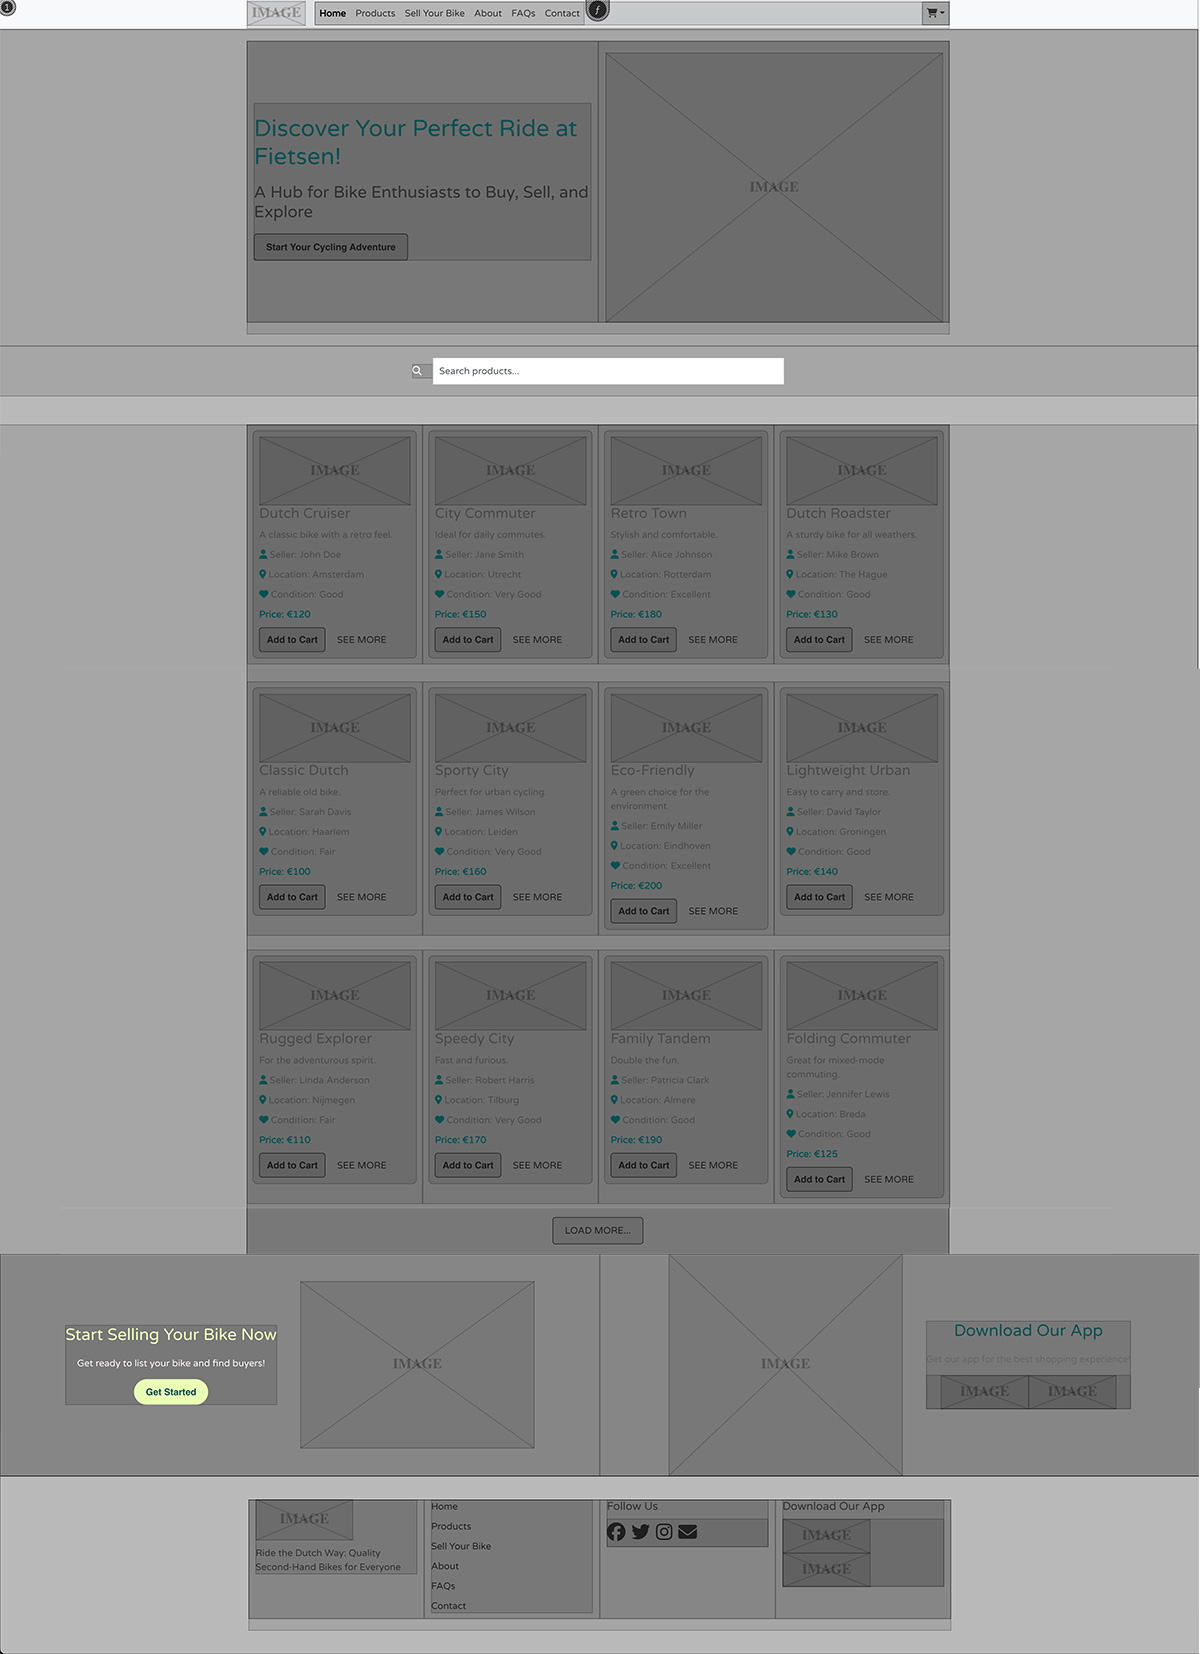 1
IMAGE Home Products Sell Your Bike About FAQs Contact f
Discover Your Perfect Ride at
Fietsen!
A Hub for Bike Enthusiasts to Buy, Sell, and
Explore
Start Your Cycling Adventure
IMAGE
Search products...
IMAGE IMAGE IMAGE IMAGE
Dutch Cruiser City Commuter Retro Town Dutch Roadster
A classic bike with a retro feel. Ideal for daily commutes. Stylish and comfortable. A sturdy bike for all weathers.
Seller: John Doe Seller: Jane Smith Seller: Alice Johnson Seller: Mike Brown
Location: Amsterdam Location: Utrecht Location: Rotterdam Location: The Hague
Condition: Good Condition: Very Good Condition: Excellent Condition: Good
Price: €120 Price: €150 Price: €180 Price: €130
Add to Cart SEE MORE Add to Cart SEE MORE Add to Cart SEE MORE Add to Cart SEE MORE
IMAGE IMAGE IMAGE IMAGE
Classic Dutch Sporty City Eco-Friendly Lightweight Urban
A reliable old bike. Perfect for urban cycling. A green choice for the Easy to carry and store.
environment.
Seller: Sarah Davis Seller: James Wilson Seller: Emily Miller Seller: David Taylor
Location: Haarlem Location: Leiden Location: Eindhoven Location: Groningen
Condition: Fair Condition: Very Good Condition: Excellent Condition: Good
Price: €100 Price: €160 Price: €200 Price: €140
Add to Cart SEE MORE Add to Cart SEE MORE Add to Cart SEE MORE Add to Cart SEE MORE
IMAGE IMAGE IMAGE IMAGE
Rugged Explorer Speedy City Family Tandem Folding Commuter
For the adventurous spirit. Fast and furious. Double the fun. Great for mixed-mode
commuting.
Seller: Linda Anderson Seller: Robert Harris Seller: Patricia Clark Seller: Jennifer Lewis
Location: Nijmegen Location: Tilburg Location: Almere Location: Breda
Condition: Fair Condition: Very Good Condition: Good Condition: Good
Price: €110 Price: €170 Price: €190 Price: €125
Add to Cart SEE MORE Add to Cart SEE MORE Add to Cart SEE MORE Add to Cart SEE MORE
LOAD MORE...
Start Selling Your Bike Now
Get ready to list your bike and find buyers!
Get Started
IMAGE
IMAGE
Download Our App
Get our app for the best shopping experience!
IMAGE IMAGE
IMAGE
Ride the Dutch Way: Quality
Second-Hand Bikes for Everyone
Home
Products
Sell Your Bike
About
FAQs
Contact
Follow Us
Download Our App
IMAGE
IMAGE